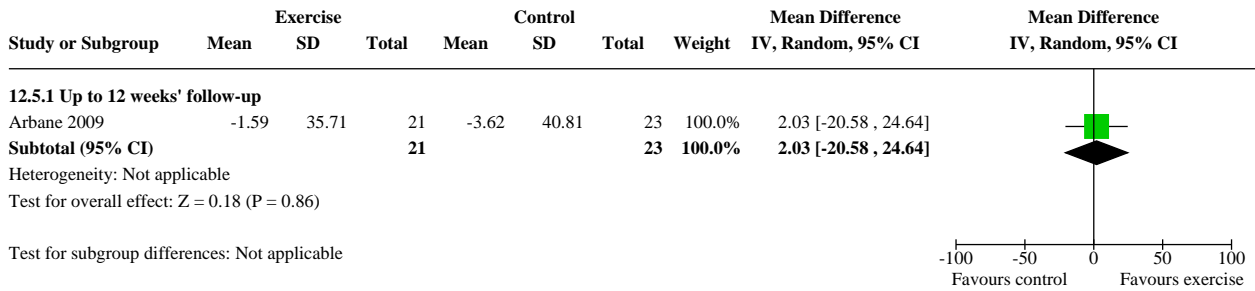 Exercise Control Mean Difference Mean Difference
Study or Subgroup Mean SD Total Mean SD Total Weight IV, Random, 95% CI IV, Random, 95% CI
12.5.1 Up to 12 weeks' follow-up
Arbane 2009 -1.59 35.71 21 -3.62 40.81 23 100.0% 2.03 [-20.58 , 24.64]
Subtotal (95% CI) 21 23 100.0% 2.03 [-20.58 , 24.64]
Heterogeneity: Not applicable
Test for overall effect: Z = 0.18 (P = 0.86)
Test for subgroup differences: Not applicable
-100 -50 0 50 100
Favours control Favours exercise